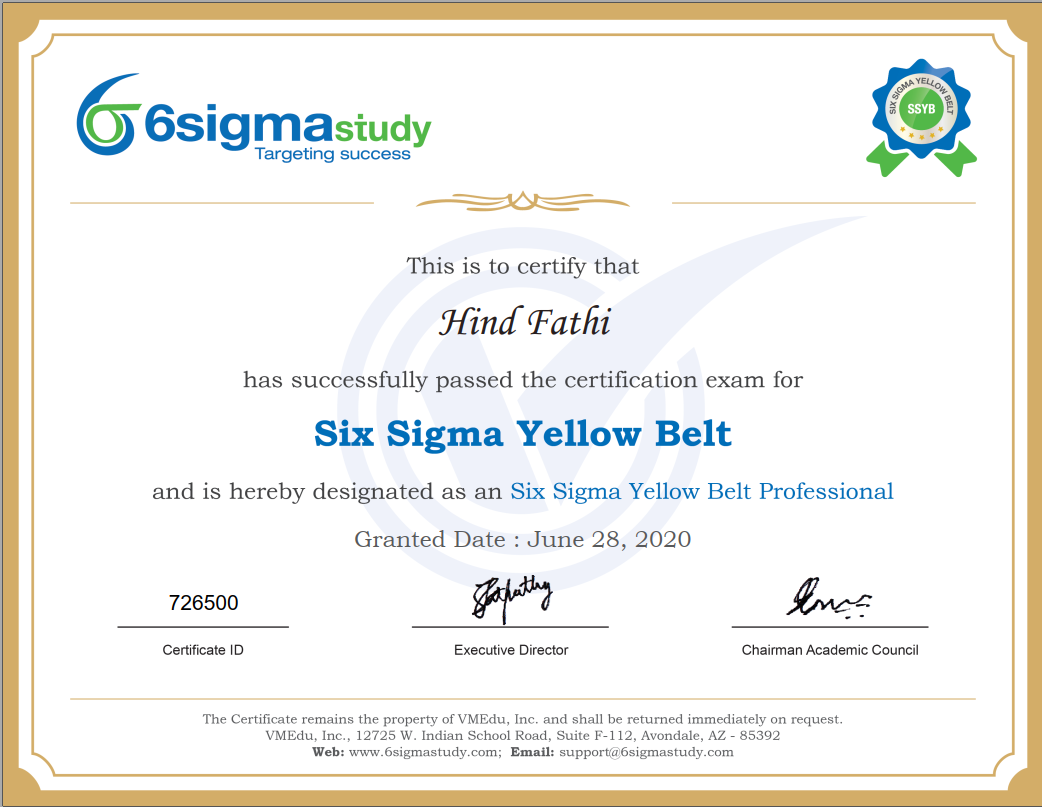 6sigmastudy
Targeting success
SIX SIGMA YELLOW BELT
SSYB
This is to certify that
Hind Fathi
has successfully passed the certification exam for
Six Sigma Yellow Belt
and is hereby designated as an Six Sigma Yellow Belt Professional
Granted Date : June 28, 2020
726500
Certificate ID
Executive Director
Chairman Academic Council
The Certificate remains the property of VMEdu, Inc. and shall be returned immediately on request.
VMEdu, Inc., 12725 W. Indian School Road, Suite F-112, Avondale, AZ - 85392
Web: www.6sigmastudy.com; Email: support@6sigmastudy.com